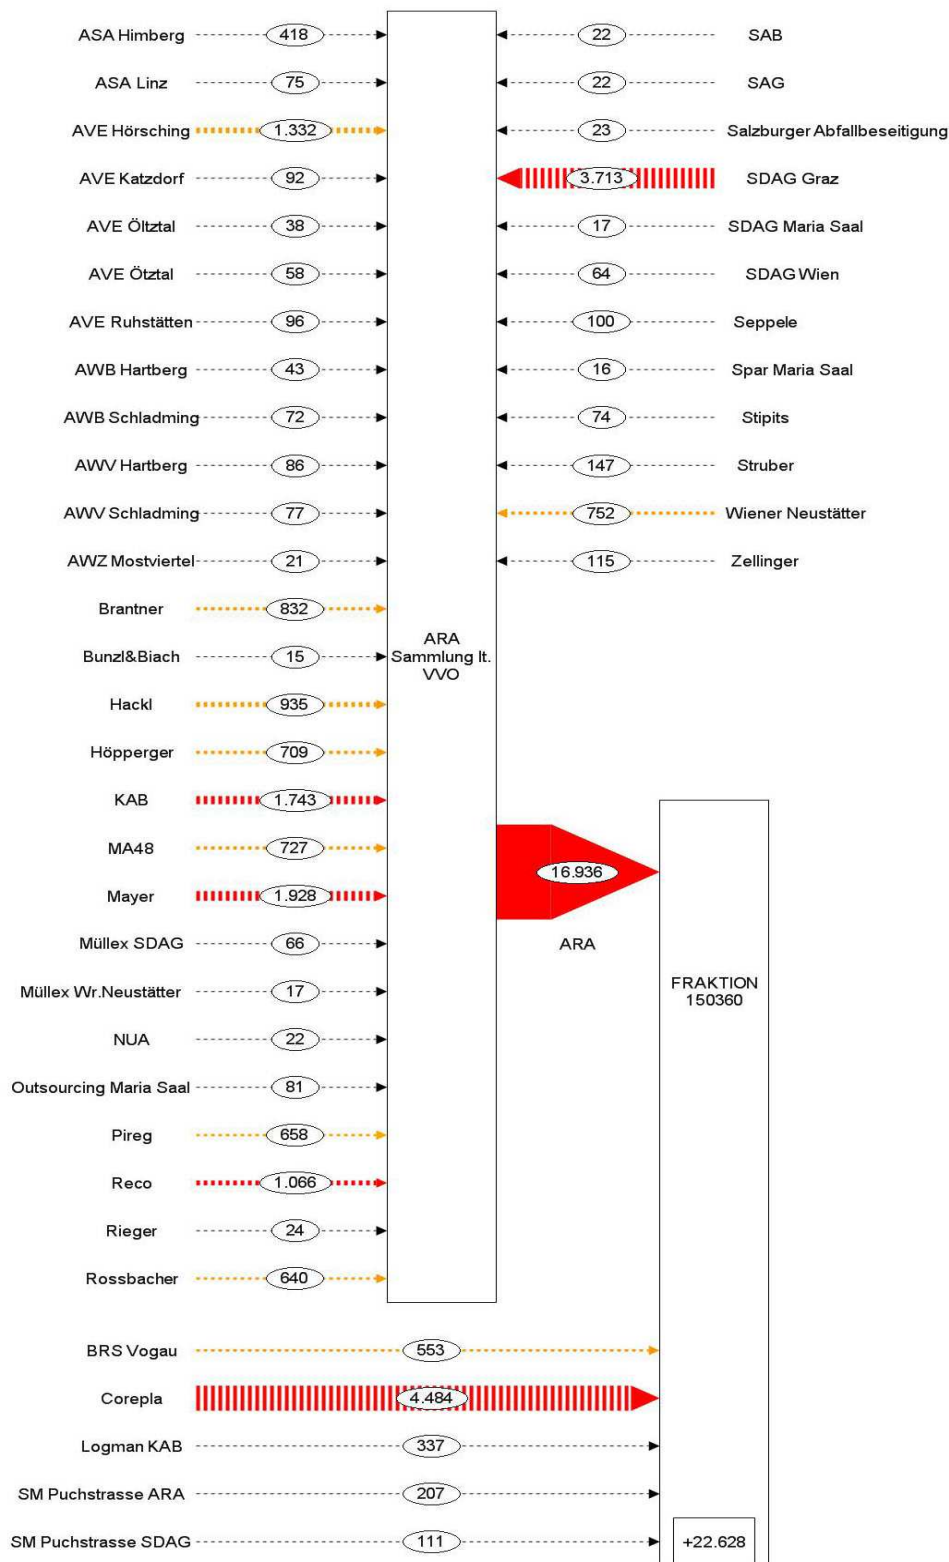 ASA Himberg 418 22 SAB
ASA Linz 75 22 SAG
AVE Hörsching 1.332 23 Salzburger Abfallbeseitigung
AVE Katzdorf 92 3.713 SDAG Graz
AVE Öltztal 38 17 SDAG Maria Saal
AVE Ötztal 58 64 SDAG Wien
AVE Ruhstätten 96 100 Seppele
AWB Hartberg 43 16 Spar Maria Saal
AWB Schladming 72 74 Stipits
AWV Hartberg 86 147 Struber
AWV Schladming 77 752 Wiener Neustätter
AWZ Mostviertel 21 115 Zellinger
Brantner 832
ARA
Sammlung lt.
VVO
Bunzl&Biach 15
Hackl 935
Höpperger 709
KAB 1.743
MA48 727
Mayer 1.928
16.936
ARA
Müllex SDAG 66
Müllex Wr.Neustätter 17
FRAKTION
150360
NUA 22
Outsourcing Maria Saal 81
Pireg 658
Reco 1.066
Rieger 24
Rossbacher 640
BRS Vogau 553
Corepla 4.484
Logman KAB 337
SM Puchstrasse ARA 207
SM Puchstrasse SDAG 111
+22.628